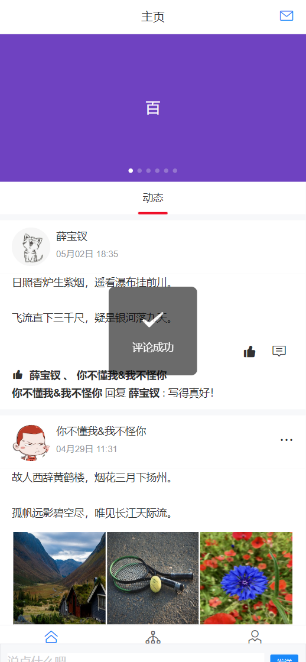 主页
百
动态
薛宝钗
05月02日 18:35
日照香炉生紫烟，遥看瀑布挂前川。
飞流直下三千尺，疑是银河落九天。
评论成功
薛宝钗 、 你不懂我&我不怪你
你不懂我&我不怪你 回复 薛宝钗 : 写得真好！
你不懂我&我不怪你
04月29日 11:31
故人西辞黄鹤楼，烟花三月下扬州。
孤帆远影碧空尽，唯见长江天际流。
说点什么吧